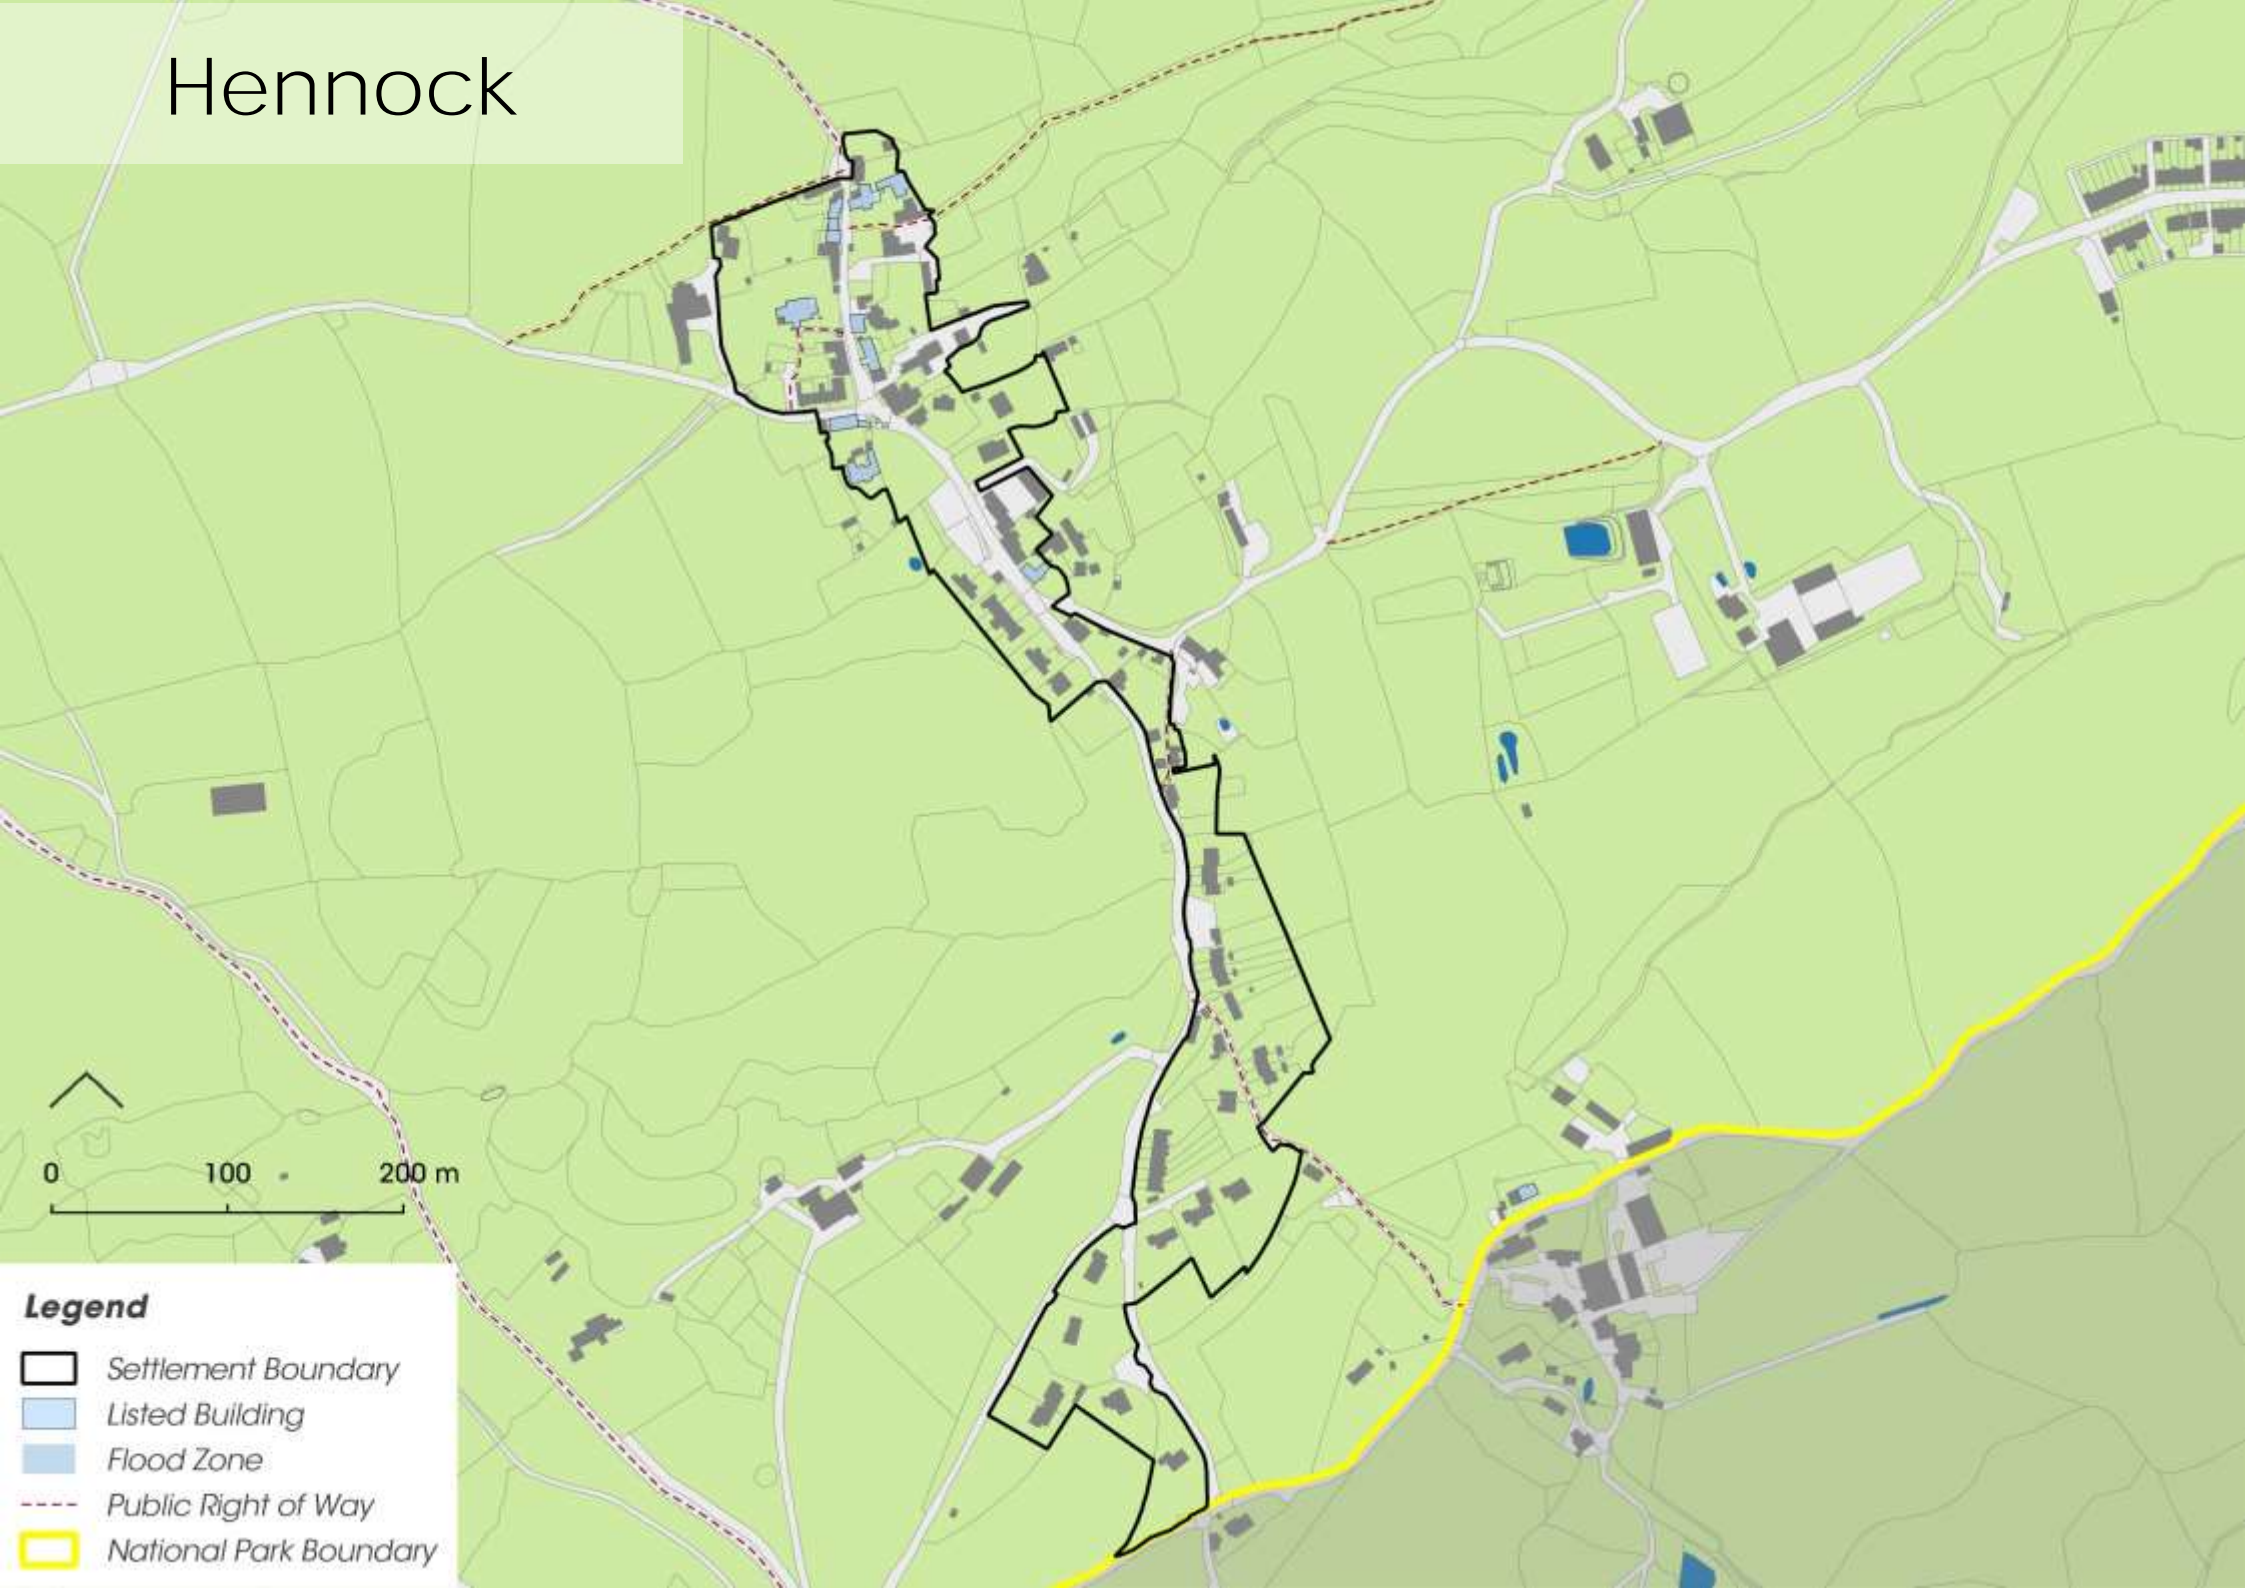 Hennock
0 100 200 m
Legend
Settlement Boundary
Listed Building
Flood Zone
Public Right of Way
National Park Boundary